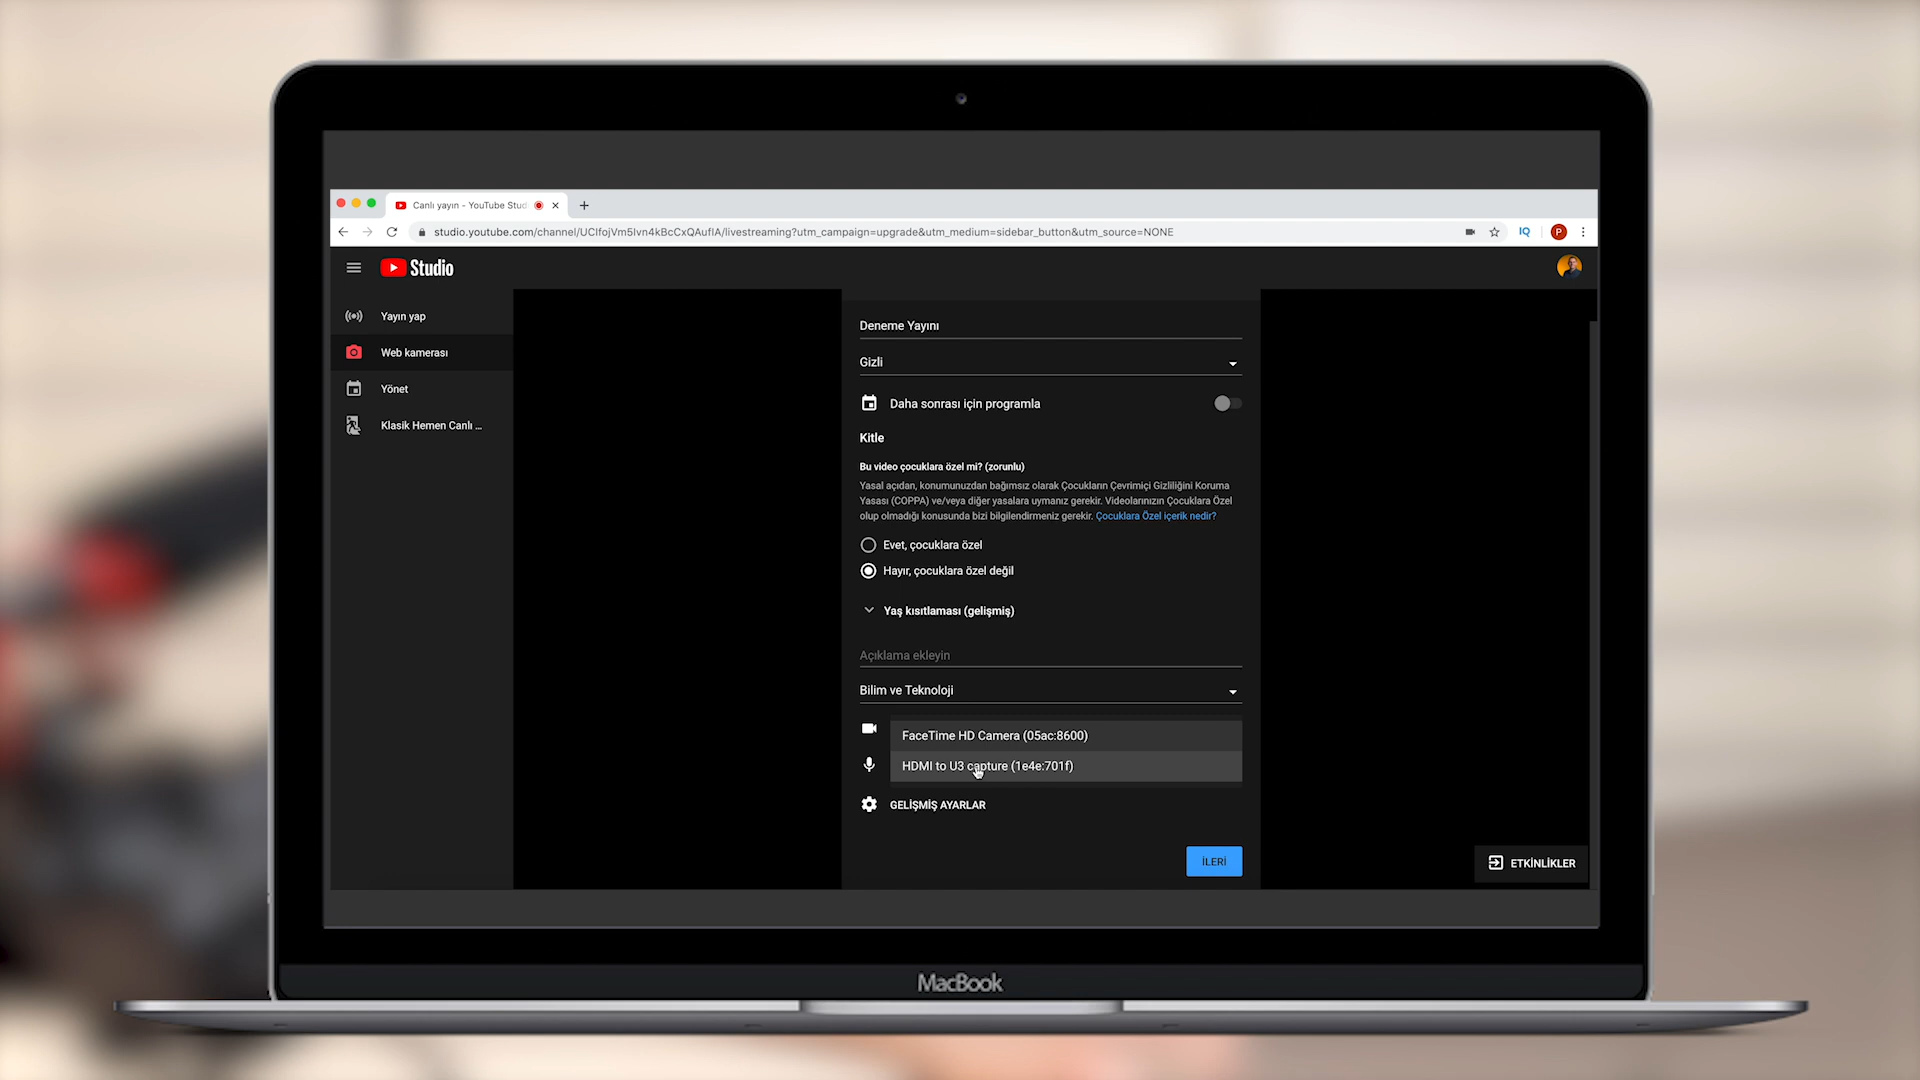 Canlı yayın - YouTube Stud
studio.youtube.com/channel/UCIfojVm5Ivn4kBcCxQAufIA/livestreaming?utm_campaign=upgrade&utm_medium=sidebar_button&utm_source=NONE
IQ
P
Studio
Yayın yap
Web kamerası
Yönet
Klasik Hemen Canlı ...
Deneme Yayını
Gizli
Daha sonrası için programla
Kitle
Bu video çocuklara özel mi? (zorunlu)
Yasal açıdan, konumunuzdan bağımsız olarak Çocukların Çevrimiçi Gizliliğini Koruma
Yasası (COPPA) ve/veya diğer yasalara uymanız gerekir. Videolarınızın Çocuklara Özel
olup olmadığı konusunda bizi bilgilendirmeniz gerekir. Çocuklara Özel içerik nedir?
Evet, çocuklara özel
Hayır, çocuklara özel değil
Yaş kısıtlaması (gelişmiş)
Açıklama ekleyin
Bilim ve Teknoloji
FaceTime HD Camera (05ac:8600)
HDMI to U3 capture (1e4e:701f)
GELİŞMİŞ AYARLAR
İLERİ
ETKİNLİKLER
MacBook